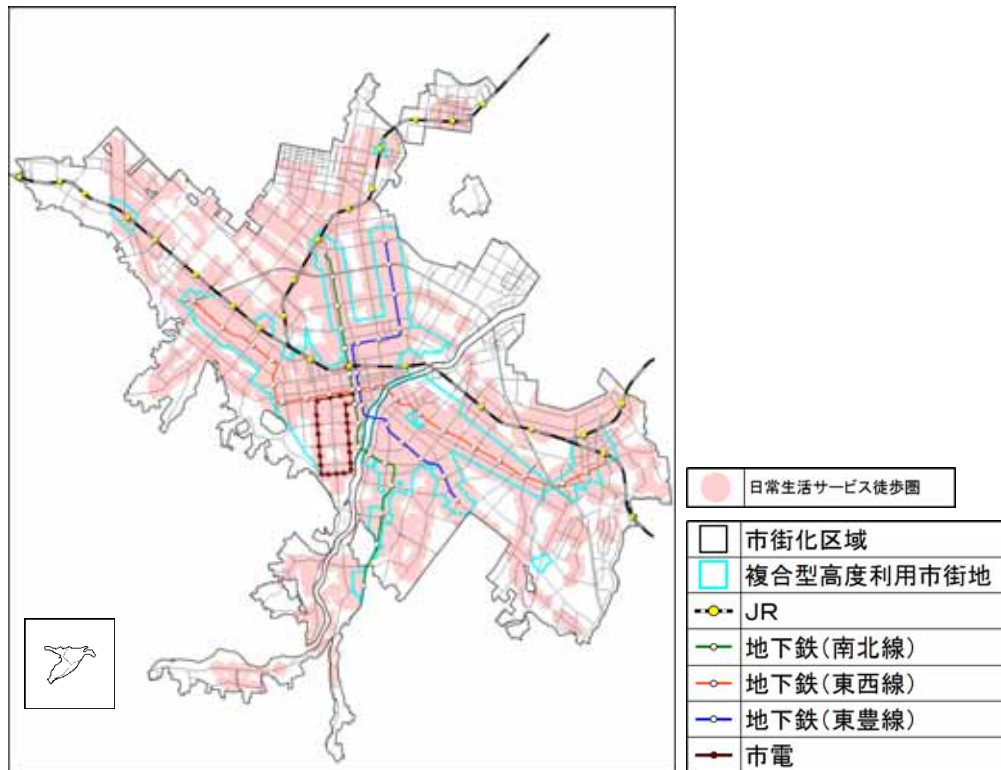 日常生活サービス徒歩圏
市街化区域
複合型高度利用市街地
JR
地下鉄(南北線)
地下鉄(東西線)
地下鉄(東豊線)
市電